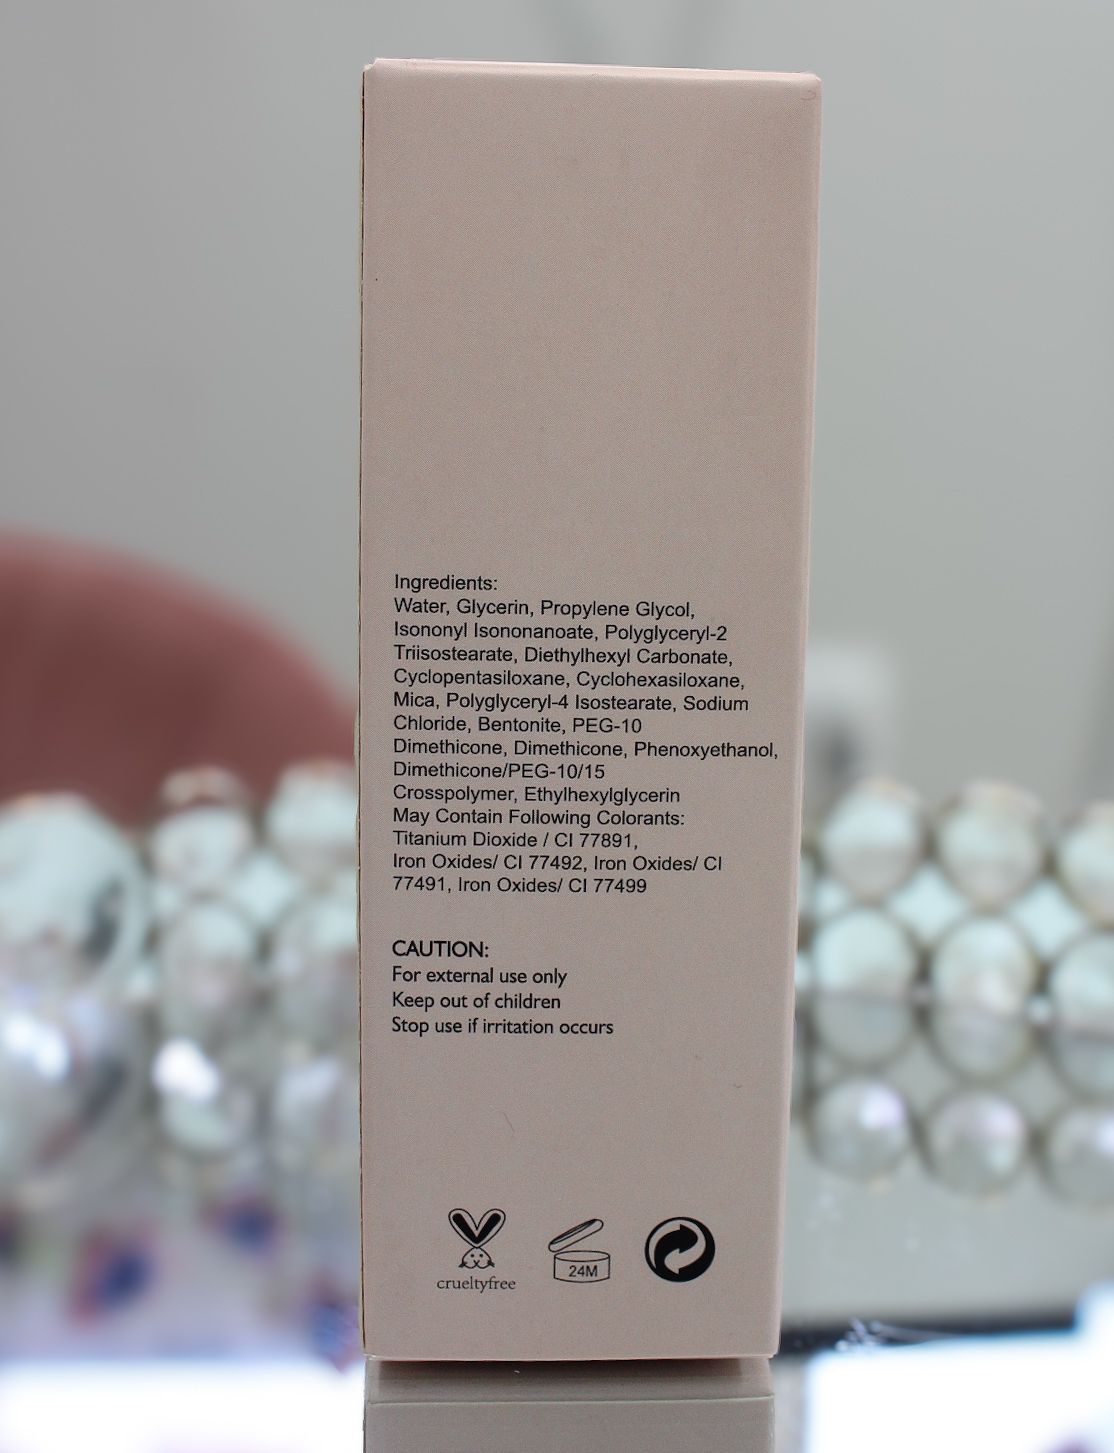 Ingredients:
Water, Glycerin, Propylene Glycol,
Isononyl Isononanoate, Polyglyceryl-2
Triisostearate, Diethylhexyl Carbonate,
Cyclopentasiloxane, Cyclohexasiloxane,
Mica, Polyglyceryl-4 Isostearate, Sodium
Chloride, Bentonite, PEG-10
Dimethicone, Dimethicone, Phenoxyethanol,
Dimethicone/PEG-10/15
Crosspolymer, Ethylhexylglycerin
May Contain Following Colorants:
Titanium Dioxide / CI 77891,
Iron Oxides/ CI 77492, Iron Oxides/ CI
77491, Iron Oxides/ CI 77499
CAUTION:
For external use only
Keep out of children
Stop use if irritation occurs
24M
crueltyfree